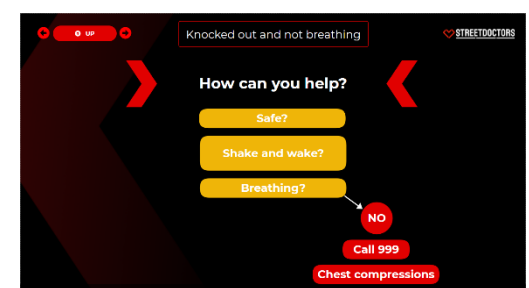 UP
Knocked out and not breathing
STREETDOCTORS
How can you help?
Safe?
Shake and wake?
Breathing?
NO
Call 999
Chest compressions